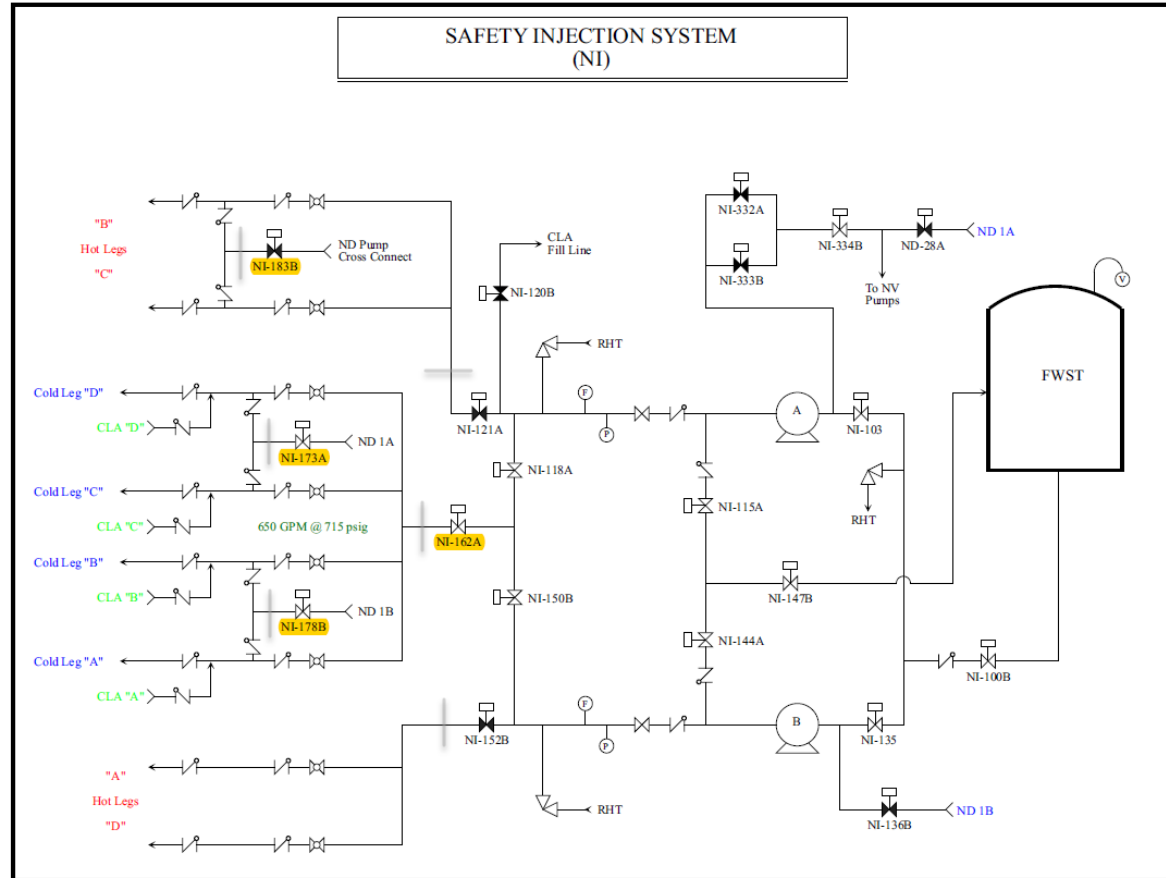 SAFETY INJECTION SYSTEM
(NI)
"B"
Hot Legs
"C"
NI-183B
ND Pump
Cross Connect
CLA
Fill Line
NI-120B
RHT
NI-332A
NI-333B
NI-334B
ND-28A
ND 1A
To NV
Pumps
V
FWST
Cold Leg "D"
CLA "D"
NI-173A
ND 1A
Cold Leg "C"
CLA "C"
650 GPM @ 715 psig
Cold Leg "B"
CLA "B"
NI-178B
ND 1B
Cold Leg "A"
CLA "A"
NI-121A
F
P
A
NI-103
NI-118A
NI-115A
RHT
NI-162A
NI-150B
NI-147B
NI-144A
NI-100B
NI-152B
F
P
B
NI-135
RHT
NI-136B
ND 1B
"A"
Hot Legs
"D"